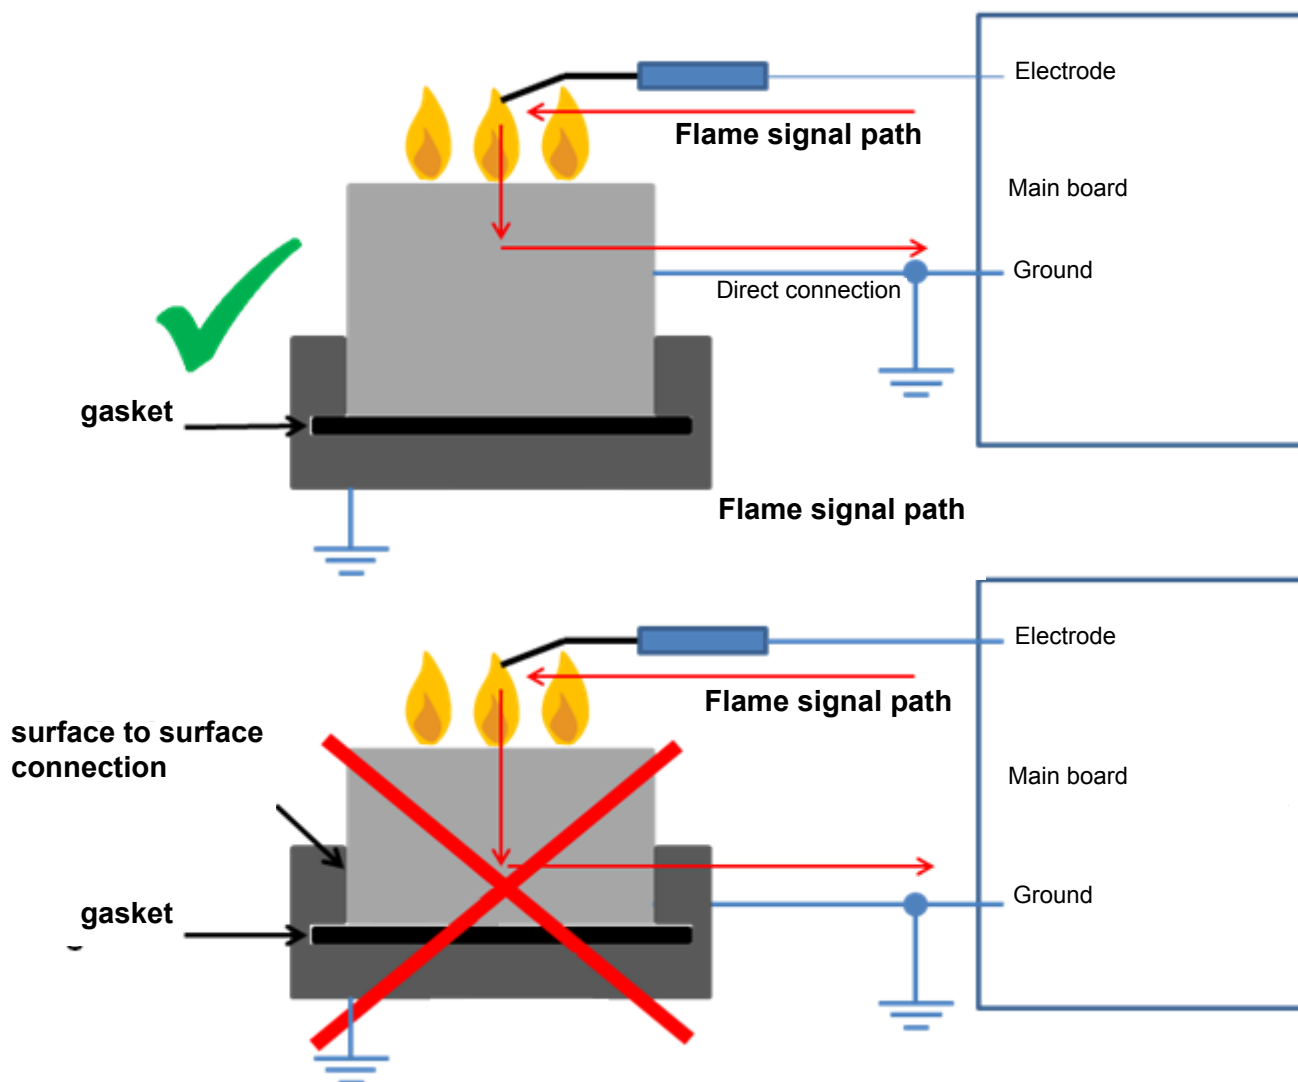 Electrode
Flame signal path
Main board
Ground
Direct connection
gasket
Flame signal path
Electrode
Flame signal path
surface to surface
connection
Main board
Ground
gasket